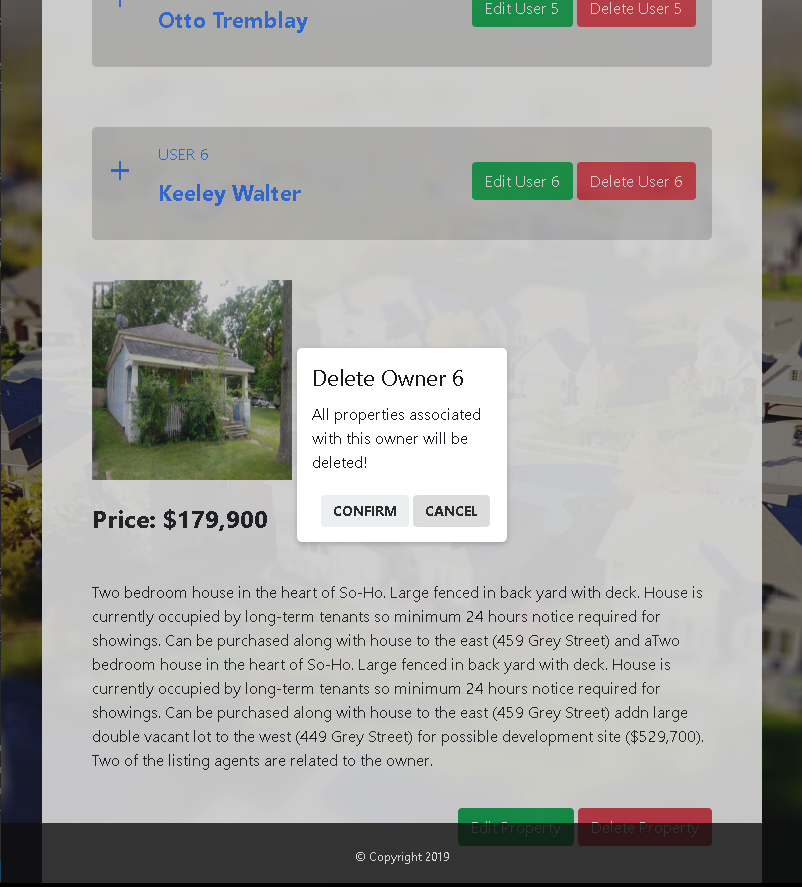 Otto Tremblay
Edit User 5
Delete User 5
USER 6
Keeley Walter
Edit User 6
Delete User 6
Delete Owner 6
All properties associated
with this owner will be
deleted!
CONFIRM
CANCEL
Price: $179,900
Two bedroom house in the heart of So-Ho. Large fenced in back yard with deck. House is
currently occupied by long-term tenants so minimum 24 hours notice required for
showings. Can be purchased along with house to the east (459 Grey Street) and aTwo
bedroom house in the heart of So-Ho. Large fenced in back yard with deck. House is
currently occupied by long-term tenants so minimum 24 hours notice required for
showings. Can be purchased along with house to the east (459 Grey Street) addn large
double vacant lot to the west (449 Grey Street) for possible development site ($529,700).
Two of the listing agents are related to the owner.
Edit Property
Delete Property
© Copyright 2019